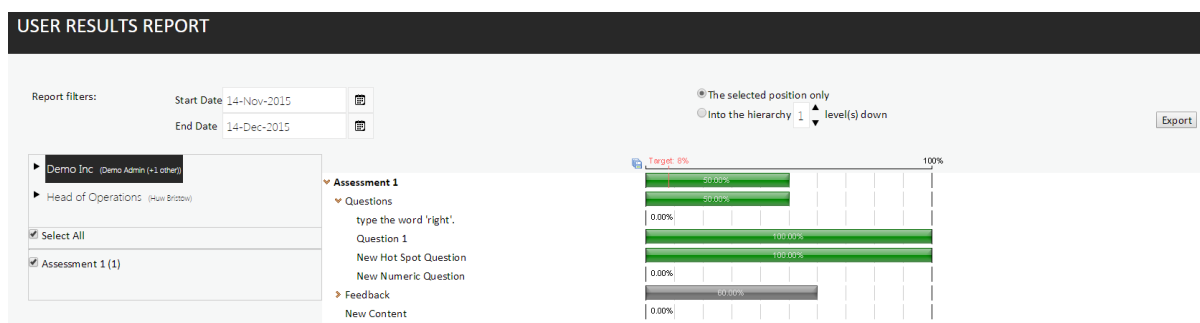 USER RESULTS REPORT
Report filters:
Start Date 14-Nov-2015
End Date 14-Dec-2015
The selected position only
Into the hierarchy 1 level(s) down
Export
Demo Inc (Demo Admin (+1 other))
Head of Operations (Huw Bristow)
Select All
Assessment 1 (1)
Target: 8% 100%
Assessment 1 50.00%
Questions 50.00%
type the word 'right'. 0.00%
Question 1 100.00%
New Hot Spot Question 100.00%
New Numeric Question 0.00%
Feedback 60.00%
New Content 0.00%